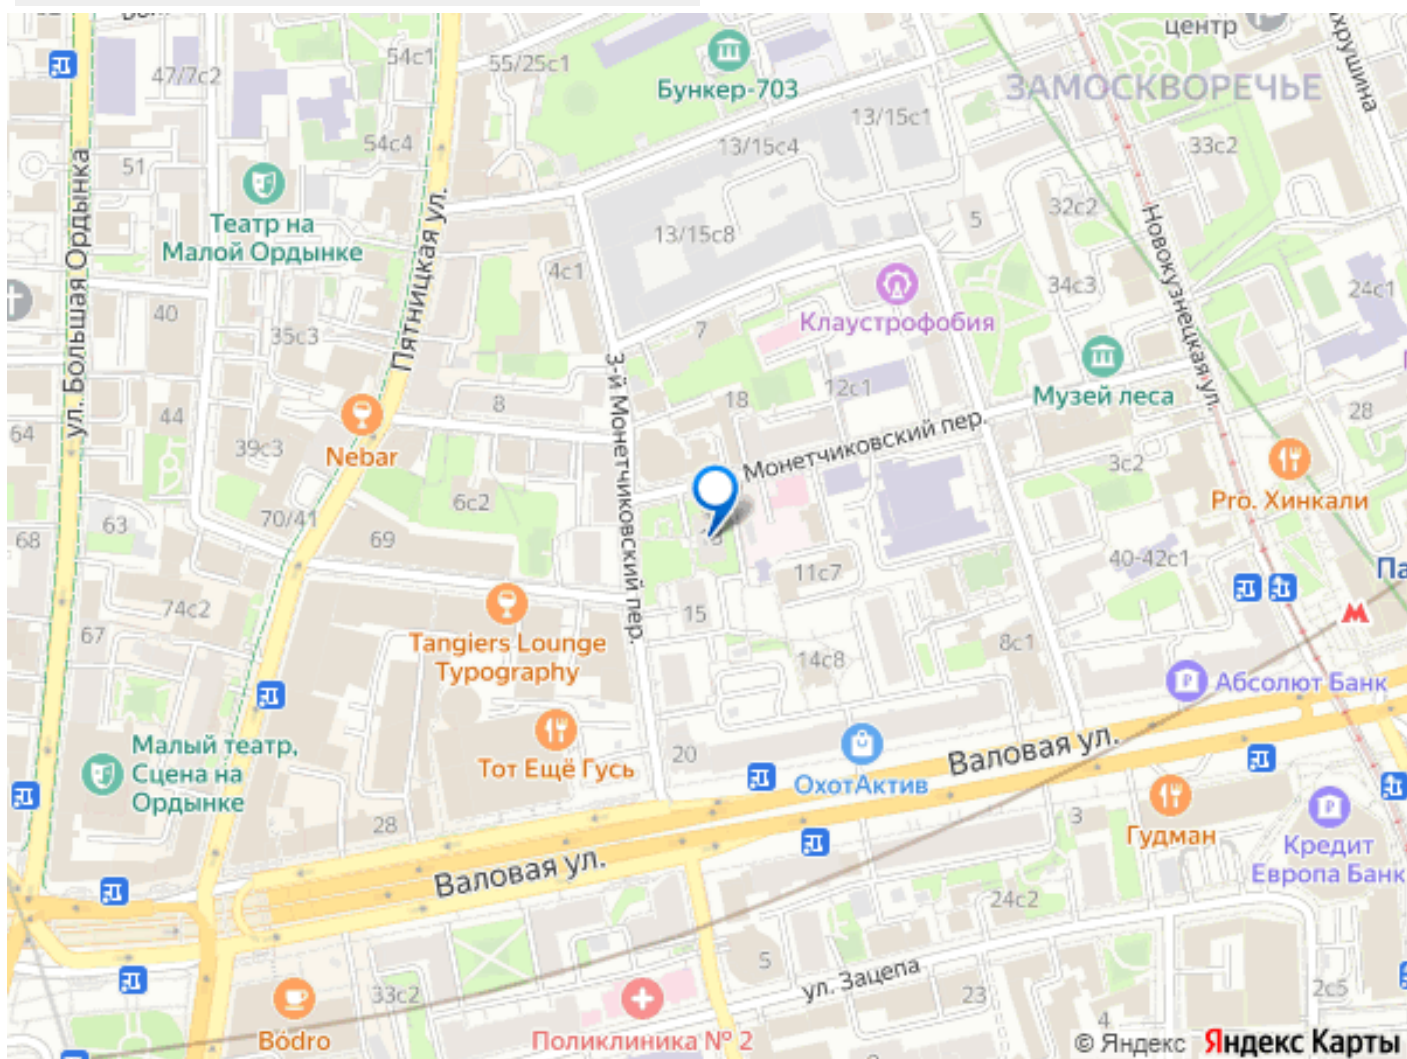 центр
54с1
55/25с1
47/7с2
Бункер-703
ЗАМОСКВОРЕЧЬЕ
13/15с1
54с4
13/15с4
33с2
51
ул. Большая Ордынка
Театр на
Малой Ордынке
Пятницкая ул.
13/15с8
5
32с2
Новокузнецкая ул.
4с1
34с3
24с1
40
35с3
7
Клаустрофобия
3-й Монетчиковский пер.
12с1
Музей леса
44
8
18
28
64
39с3
Nebar
Монетчиковский пер.
3с2
Pro. Хинкали
63
70/41
6с2
68
69
11с7
40-42с1
Па
74с2
67
Tangiers Lounge
Typography
15
14с8
8с1
Абсолют Банк
Малый театр,
Сцена на
Ордынке
Тот Ещё Гусь
20
ОхотАктив
Валовая ул.
28
3
Гудман
Кредит
Европа Банк
Валовая ул.
24с2
5
ул. Зацепа
33с2
23
2с5
Bödro
Поликлиника № 2
4
© Яндекс Яндекс Карты